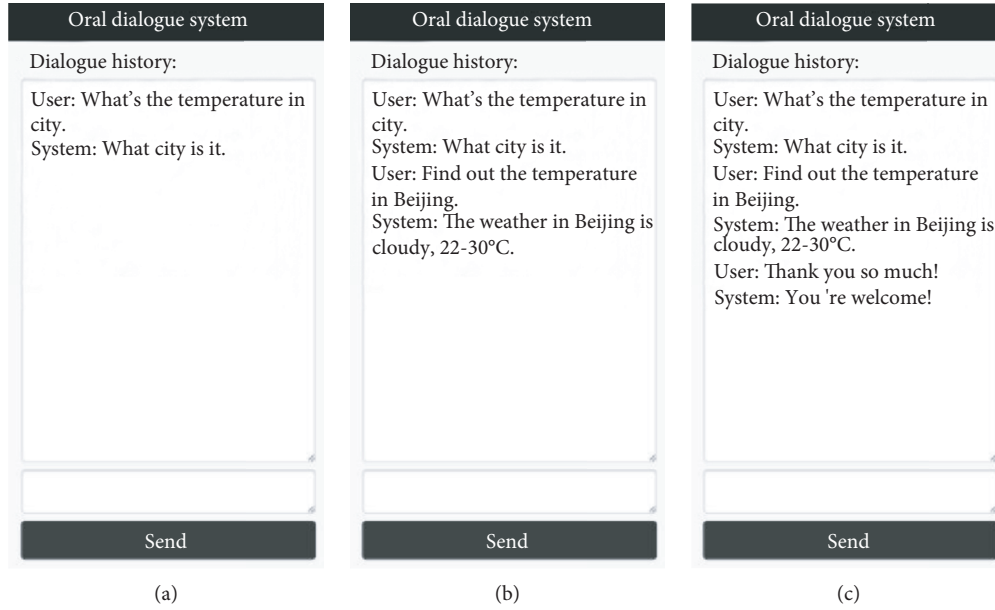 Oral dialogue system
Dialogue history:
User: What's the temperature in
city.
System: What city is it.
Send
(a)
Oral dialogue system
Dialogue history:
User: What's the temperature in
city.
System: What city is it.
User: Find out the temperature
in Beijing.
System: The weather in Beijing is
cloudy, 22-30°C.
Send
(b)
Oral dialogue system
Dialogue history:
User: What's the temperature in
city.
System: What city is it.
User: Find out the temperature
in Beijing.
System: The weather in Beijing is
cloudy, 22-30°C.
User: Thank you so much!
System: You 're welcome!
Send
(c)